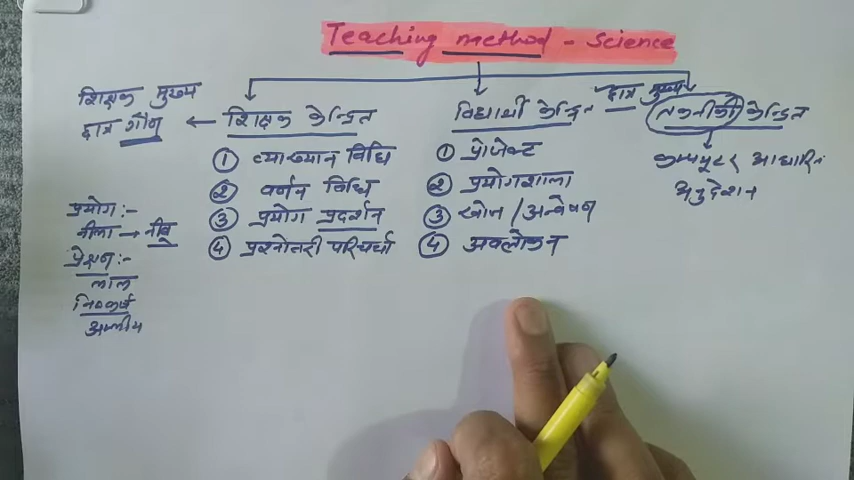 Teaching method - Science
शिक्षक मुख्य
छात्र गौण
शिक्षक केन्द्रित
① व्याख्यान विधि
② वर्णन विधि
③ प्रयोग प्रदर्शन
④ प्रश्नोतरी परिचर्चा
विद्यार्थी केन्द्रित
छात्र मुख्य
① प्रोजेक्ट
② प्रयोगशाला
③ खोज / अन्वेषण
④ अवलोकन
तकनीकी केन्द्रित
कम्प्यूटर आधारित
अनुदेशन
प्रयोग :-
नीला → नींबू
प्रेक्षण :-
लाल
निष्कर्ष
अम्लीय